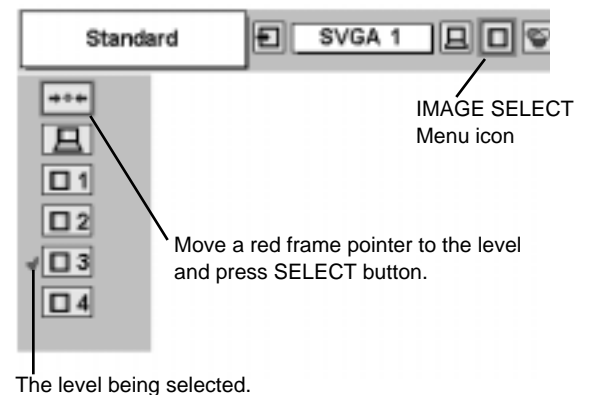 Standard
SVGA 1
IMAGE SELECT
Menu icon
1
2
Move a red frame pointer to the level
and press SELECT button.
3
4
The level being selected.